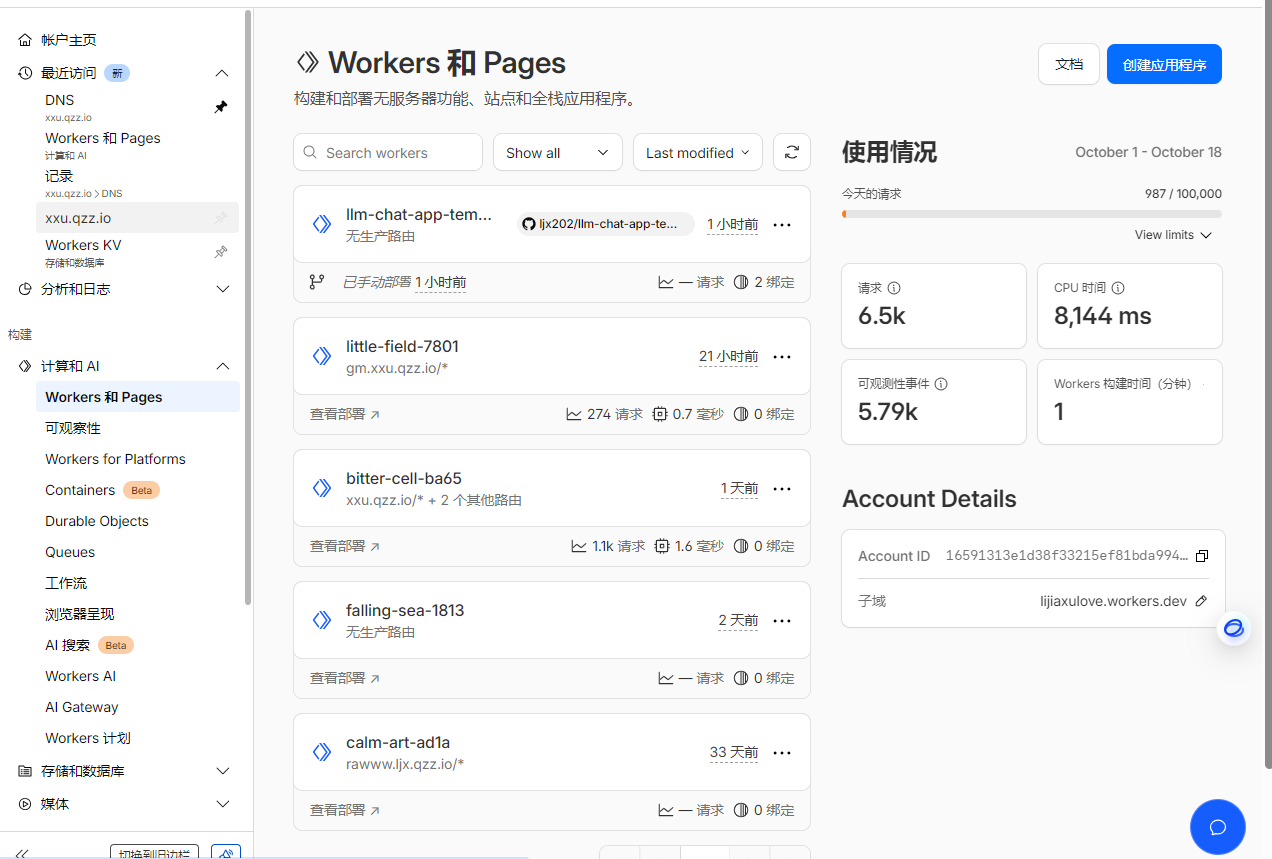 帐户主页
最近访问 新
DNS
xxu.qzz.io
Workers 和 Pages
计算和 AI
记录
xxu.qzz.io > DNS
xxu.qzz.io
Workers KV
存储和数据库
分析和日志
构建
计算和 AI
Workers 和 Pages
可观察性
Workers for Platforms
Containers Beta
Durable Objects
Queues
工作流
浏览器呈现
AI 搜索 Beta
Workers AI
AI Gateway
Workers 计划
存储和数据库
媒体
切换到旧边栏
Workers 和 Pages
构建和部署无服务器功能、站点和全栈应用程序。
文档
创建应用程序
Search workers
Show all
Last modified
llm-chat-app-tem...
无生产路由
ljx202/llm-chat-app-te...
1 小时前
已手动部署 1 小时前
— 请求 2 绑定
little-field-7801
gm.xxu.qzz.io/*
21 小时前
查看部署
274 请求 0.7 毫秒 0 绑定
bitter-cell-ba65
xxu.qzz.io/* + 2 个其他路由
1 天前
查看部署
1.1k 请求 1.6 毫秒 0 绑定
falling-sea-1813
无生产路由
2 天前
查看部署
— 请求 0 绑定
calm-art-ad1a
rawww.ljx.qzz.io/*
33 天前
查看部署
— 请求 0 绑定
使用情况
October 1 - October 18
今天的请求
987 / 100,000
View limits
请求
6.5k
CPU 时间
8,144 ms
可观测性事件
5.79k
Workers 构建时间（分钟）
1
Account Details
Account ID 16591313e1d38f33215ef81bda994...
子域 lijiaxulove.workers.dev